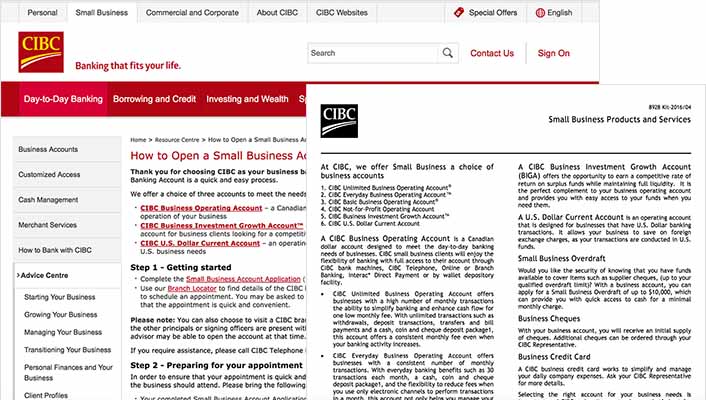 Personal
Small Business
Commercial and Corporate
About CIBC
CIBC Websites
Special Offers
English
CIBC
Banking that fits your life.
Search
Contact Us
Sign On
Day-to-Day Banking
Borrowing and Credit
Investing and Wealth
Business Accounts
Customized Access
Cash Management
Merchant Services
How to Bank with CIBC
Advice Centre
Starting Your Business
Growing Your Business
Managing Your Business
Transitioning Your Business
Personal Finances and Your
Business
Client Profiles
Home > Resource Centre > How to Open a Small Business
How to Open a Small Business Ac
Thank you for choosing CIBC as your business ba
Banking Account is a quick and easy process.
We offer a choice of three accounts to meet the needs
• CIBC Business Operating Account – a Canadian
operation of your business
• CIBC Business Investment Growth Account™
account for business clients looking for a competiti
• CIBC U.S. Dollar Current Account – an operatin
U.S. business needs
Step 1 - Getting started
• Complete the Small Business Account Application (
• Use our Branch Locator to find details of the CIBC
to schedule an appointment. You may be asked to
that the appointment is quick and convenient.
Please note: You can also choose to visit a CIBC bran
the other principals or signing officers are present with
advisor may be able to open the account at that time.
If you require assistance, please call CIBC Telephone
Step 2 – Preparing for your appointment
In order to ensure that your appointment is quick and
the business should attend. Please bring the following
• Your completed Small Business Account Application
CIBC
8928 Kit-2016/04
Small Business Products and Services
At CIBC, we offer Small Business a choice of
business accounts
1. CIBC Unlimited Business Operating Account®
2. CIBC Everyday Business Operating Account™
3. CIBC Basic Business Operating Account®
4. CIBC Not-for-Profit Operating Account
5. CIBC Business Investment Growth Account™
6. CIBC U.S. Dollar Current Account
A CIBC Business Operating Account is a Canadian
dollar account designed to meet the day-to-day banking
needs of businesses. CIBC small business clients will enjoy the
flexibility of banking with full access to their account through
CIBC bank machines, CIBC Telephone, Online or Branch
Banking, Interac* Direct Payment or by wallet depository
facility.
• CIBC Unlimited Business Operating Account offers
businesses with a high number of monthly transactions
the ability to simplify banking and enhance cash flow for
one low monthly fee. With unlimited transactions such as
withdrawals, deposit transactions, transfers and bill
payments and a cash, coin and cheque deposit package1,
this account offers a consistent monthly fee even when
your banking activity increases.
• CIBC Everyday Business Operating Account offers
businesses with a consistent number of monthly
transactions. With everyday banking benefits such as 30
transactions each month, a cash, coin and cheque
deposit package1, and the flexibility to reduce fees when
you use only electronic channels to perform transactions
in a month, this account not only helps you manage your
A CIBC Business Investment Growth Account
(BIGA) offers the opportunity to earn a competitive rate of
return on surplus funds while maintaining full liquidity. It is
the perfect complement to your business operating account
and provides you with easy access to your funds when you
need them.
A U.S. Dollar Current Account is an operating account
that is designed for businesses that have U.S. Dollar banking
transactions. It allows your business to save on foreign
exchange charges, as your transactions are conducted in U.S.
funds.
Small Business Overdraft
Would you like the security of knowing that you have funds
available to cover items such as supplier cheques, (up to your
qualified overdraft limit)? With a business account, you can
apply for a Small Business Overdraft of up to $10,000, which
can provide you with quick access to cash for a minimal
monthly charge.
Business Cheques
With your business account, you will receive an initial supply
of cheques. Additional cheques can be ordered through your
CIBC Representative.
Business Credit Card
A CIBC business credit card works to simplify and manage
your daily company expenses. Ask your CIBC Representative
for more details.
Selecting the right account for your business needs is